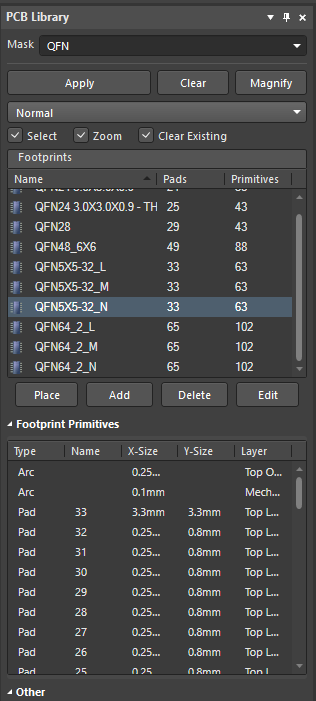 PCB Library
Mask QFN
Apply Clear Magnify
Normal
Select Zoom Clear Existing
Footprints
Name Pads Primitives
QFN24 3.0X3.0X0.9 - TH 25 43
QFN28 29 43
QFN48_6X6 49 88
QFN5X5-32_L 33 63
QFN5X5-32_M 33 63
QFN5X5-32_N 33 63
QFN64_2_L 65 102
QFN64_2_M 65 102
QFN64_2_N 65 102
Place Add Delete Edit
Footprint Primitives
Type Name X-Size Y-Size Layer
Arc 0.25... Top O...
Arc 0.1mm Mech...
Pad 33 3.3mm 3.3mm Top L...
Pad 32 0.25... 0.8mm Top L...
Pad 31 0.25... 0.8mm Top L...
Pad 30 0.25... 0.8mm Top L...
Pad 29 0.25... 0.8mm Top L...
Pad 28 0.25... 0.8mm Top L...
Pad 27 0.25... 0.8mm Top L...
Pad 26 0.25... 0.8mm Top L...
Pad 25 0.25... 0.8mm Top L...
Other